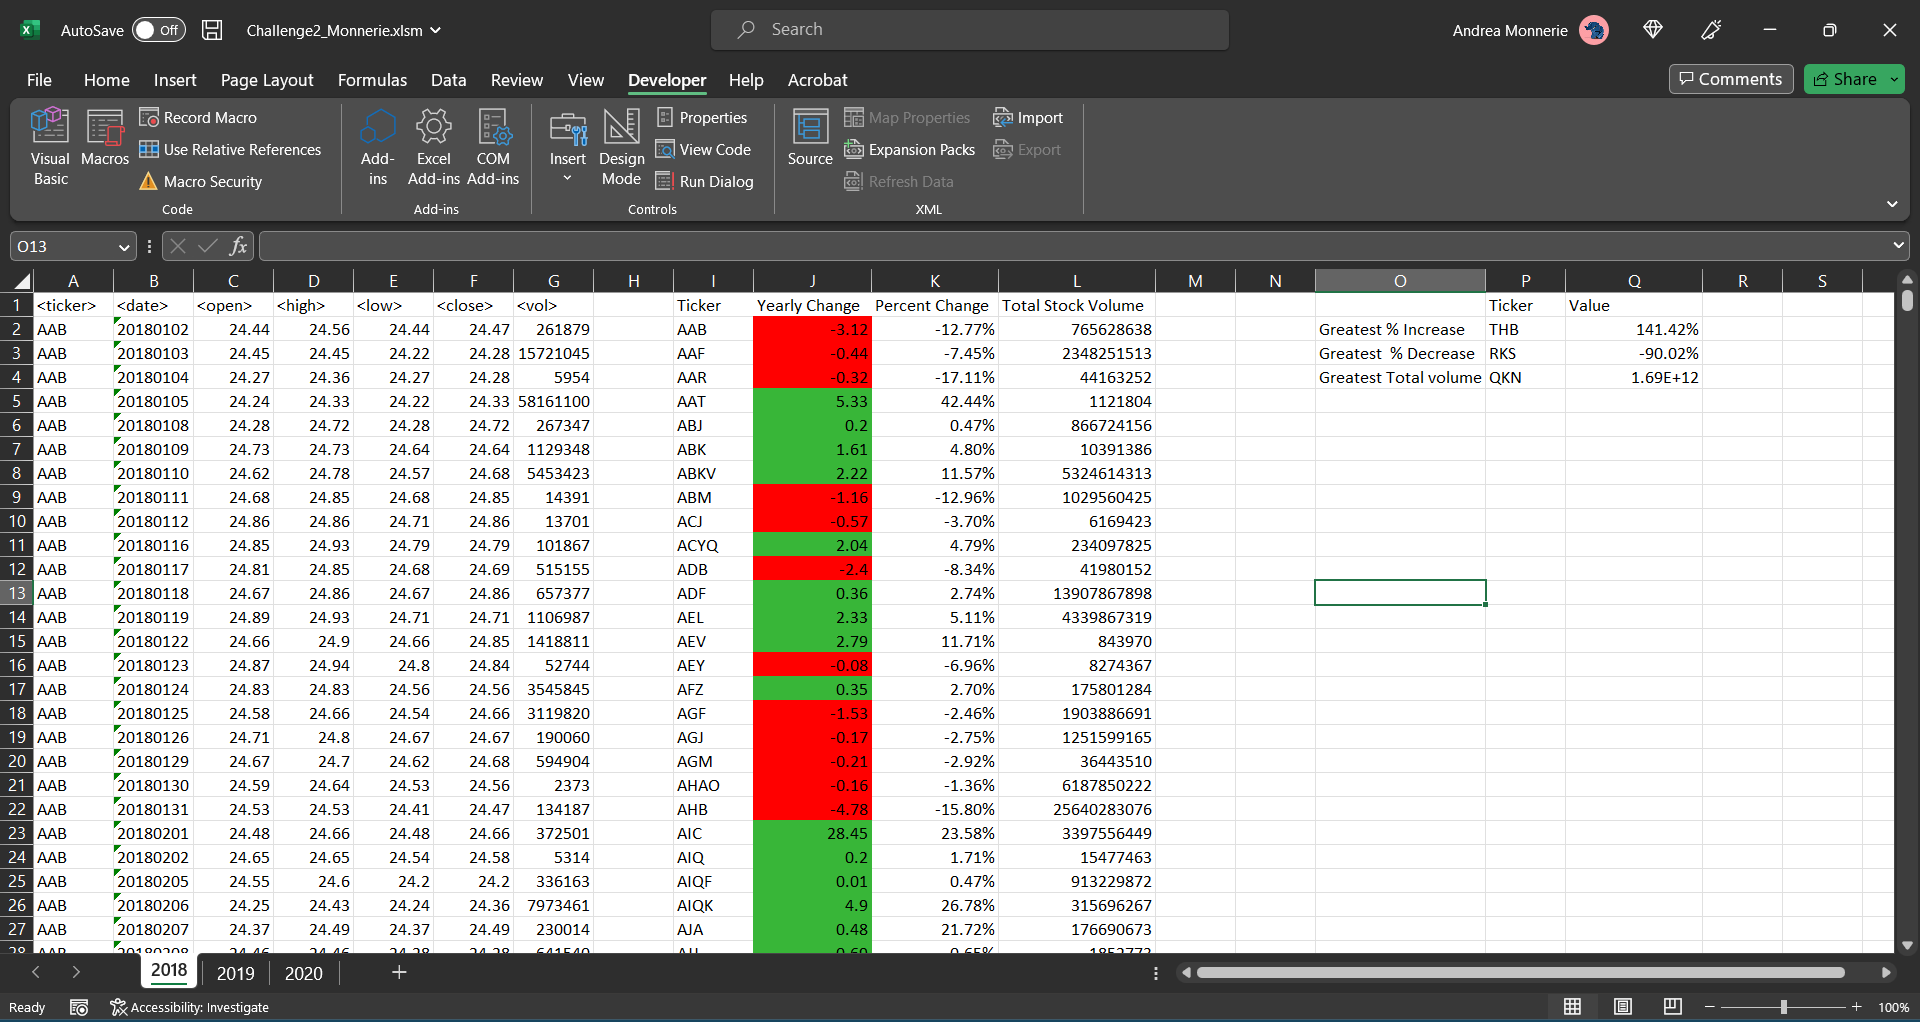 AutoSave Off Challenge2_Monnerie.xlsm Search Andrea Monnerie
File Home Insert Page Layout Formulas Data Review View Developer Help Acrobat Comments Share
Visual Basic Macros Record Macro Use Relative References Macro Security Code
Add-ins Excel Add-ins COM Add-ins Add-ins
Insert Design Mode Properties View Code Run Dialog Controls
Source Map Properties Expansion Packs Refresh Data Import Export XML
O13 fx
A B C D E F G H I J K L M N O P Q R S
1 <ticker> <date> <open> <high> <low> <close> <vol> Ticker Yearly Change Percent Change Total Stock Volume Ticker Value
2 AAB 20180102 24.44 24.56 24.44 24.47 261879 AAB -3.12 -12.77% 765628638 Greatest % Increase THB 141.42%
3 AAB 20180103 24.45 24.45 24.22 24.28 15721045 AAF -0.44 -7.45% 2348251513 Greatest  % Decrease RKS -90.02%
4 AAB 20180104 24.27 24.36 24.27 24.28 5954 AAR -0.32 -17.11% 44163252 Greatest Total volume QKN 1.69E+12
5 AAB 20180105 24.24 24.33 24.22 24.33 58161100 AAT 5.33 42.44% 1121804
6 AAB 20180108 24.28 24.72 24.28 24.72 267347 ABJ 0.2 0.47% 866724156
7 AAB 20180109 24.73 24.73 24.64 24.64 1129348 ABK 1.61 4.80% 10391386
8 AAB 20180110 24.62 24.78 24.57 24.68 5453423 ABKV 2.22 11.57% 5324614313
9 AAB 20180111 24.68 24.85 24.68 24.85 14391 ABM -1.16 -12.96% 1029560425
10 AAB 20180112 24.86 24.86 24.71 24.86 13701 ACJ -0.57 -3.70% 6169423
11 AAB 20180116 24.85 24.93 24.79 24.79 101867 ACYQ 2.04 4.79% 234097825
12 AAB 20180117 24.81 24.85 24.68 24.69 515155 ADB -2.4 -8.34% 41980152
13 AAB 20180118 24.67 24.86 24.67 24.86 657377 ADF 0.36 2.74% 13907867898
14 AAB 20180119 24.89 24.93 24.71 24.71 1106987 AEL 2.33 5.11% 4339867319
15 AAB 20180122 24.66 24.9 24.66 24.85 1418811 AEV 2.79 11.71% 843970
16 AAB 20180123 24.87 24.94 24.8 24.84 52744 AEY -0.08 -6.96% 8274367
17 AAB 20180124 24.83 24.83 24.56 24.56 3545845 AFZ 0.35 2.70% 175801284
18 AAB 20180125 24.58 24.66 24.54 24.66 3119820 AGF -1.53 -2.46% 1903886691
19 AAB 20180126 24.71 24.8 24.67 24.67 190060 AGJ -0.17 -2.75% 1251599165
20 AAB 20180129 24.67 24.7 24.62 24.68 594904 AGM -0.21 -2.92% 36443510
21 AAB 20180130 24.59 24.64 24.53 24.56 2373 AHAO -0.16 -1.36% 6187850222
22 AAB 20180131 24.53 24.53 24.41 24.47 134187 AHB -4.78 -15.80% 25640283076
23 AAB 20180201 24.48 24.66 24.48 24.66 372501 AIC 28.45 23.58% 3397556449
24 AAB 20180202 24.65 24.65 24.54 24.58 5314 AIQ 0.2 1.71% 15477463
25 AAB 20180205 24.55 24.6 24.2 24.2 336163 AIQF 0.01 0.47% 913229872
26 AAB 20180206 24.25 24.43 24.24 24.36 7973461 AIQK 4.9 26.78% 315696267
27 AAB 20180207 24.37 24.49 24.37 24.49 230014 AJA 0.48 21.72% 176690673
2018 2019 2020
Ready Accessibility: Investigate 100%